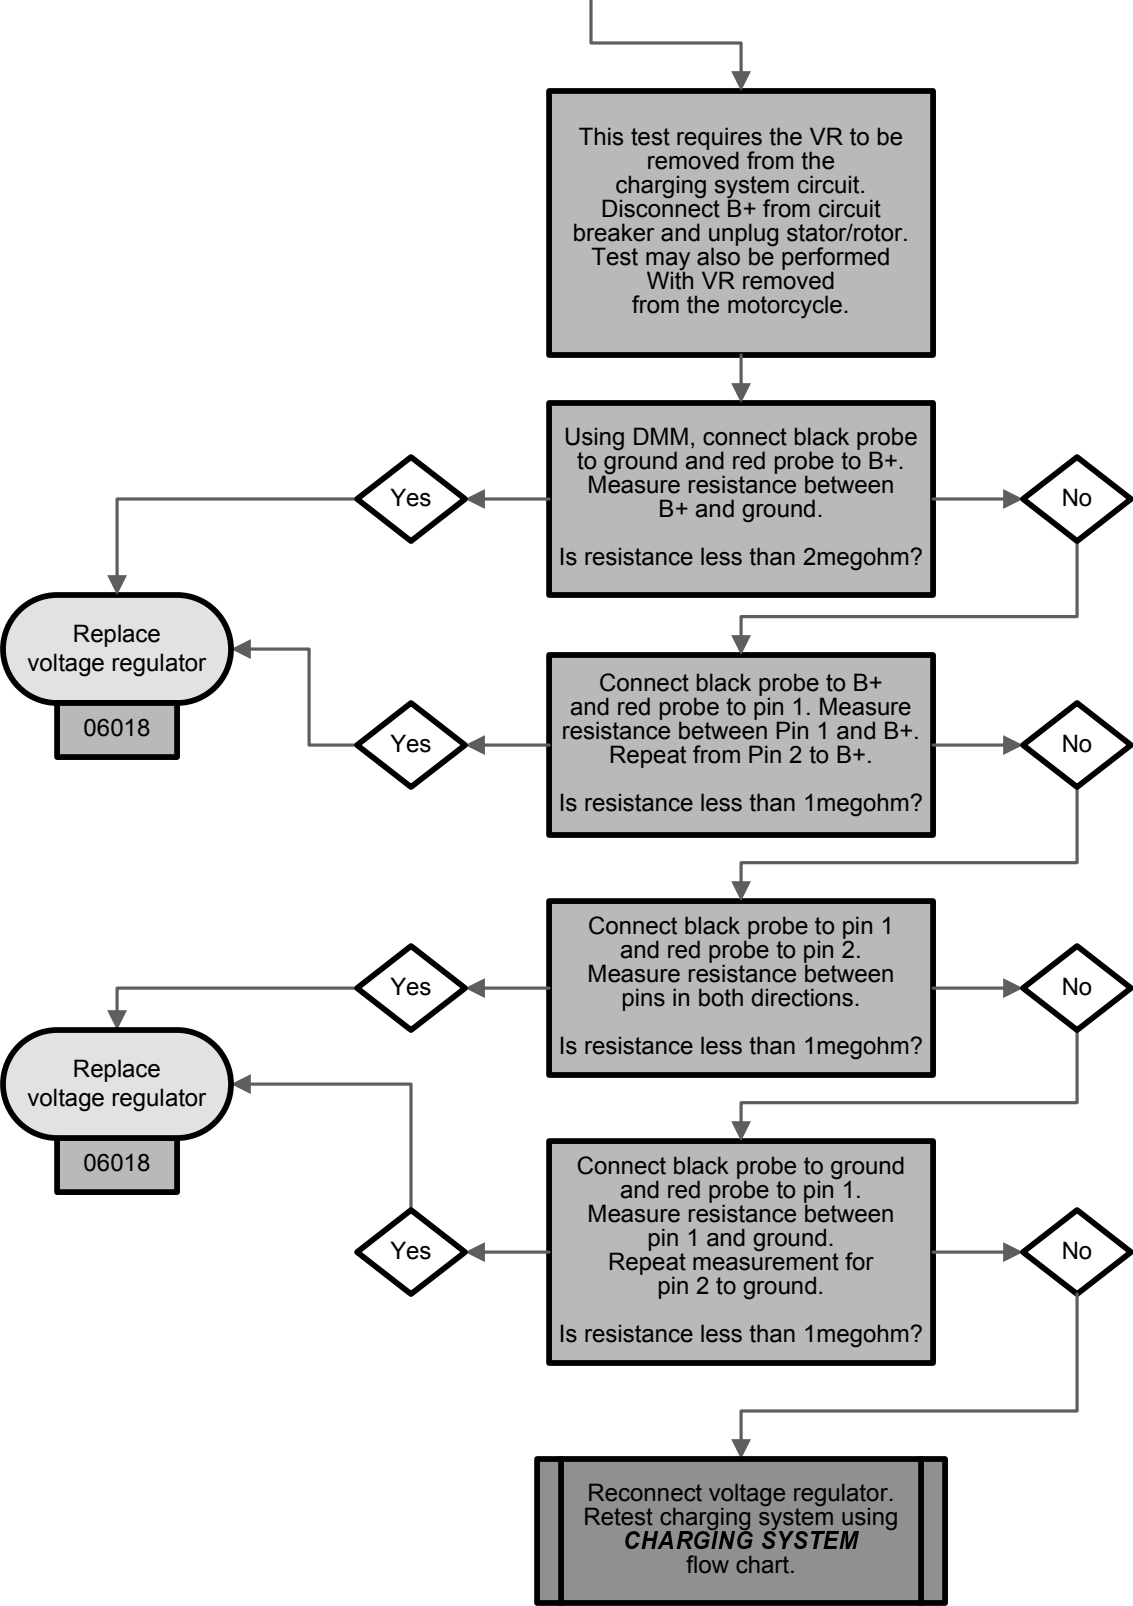 This test requires the VR to be
removed from the
charging system circuit.
Disconnect B+ from circuit
breaker and unplug stator/rotor.
Test may also be performed
With VR removed
from the motorcycle.
Using DMM, connect black probe
to ground and red probe to B+.
Measure resistance between
B+ and ground.
Is resistance less than 2megohm?
Yes
No
Replace
voltage regulator
06018
Connect black probe to B+
and red probe to pin 1. Measure
resistance between Pin 1 and B+.
Repeat from Pin 2 to B+.
Is resistance less than 1megohm?
Yes
No
Connect black probe to pin 1
and red probe to pin 2.
Measure resistance between
pins in both directions.
Is resistance less than 1megohm?
Yes
No
Replace
voltage regulator
06018
Connect black probe to ground
and red probe to pin 1.
Measure resistance between
pin 1 and ground.
Repeat measurement for
pin 2 to ground.
Is resistance less than 1megohm?
Yes
No
Reconnect voltage regulator.
Retest charging system using
CHARGING SYSTEM
flow chart.